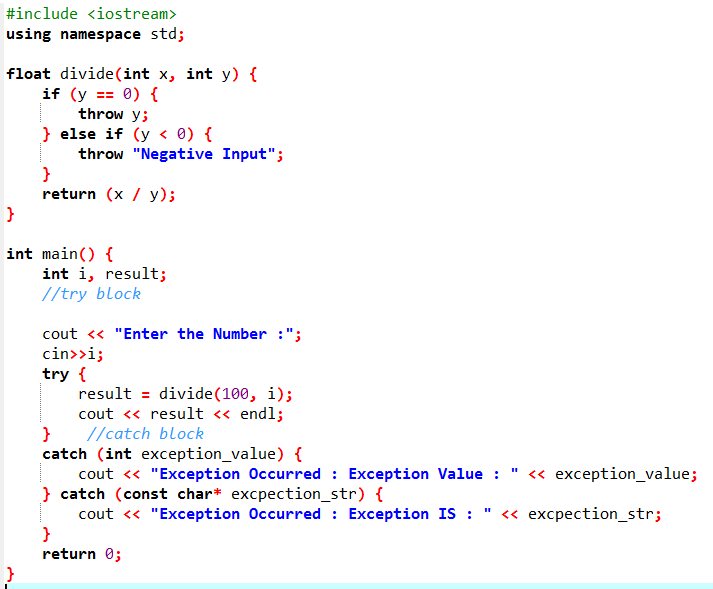 #include <iostream>
using namespace std;
float divide(int x, int y) {
if (y == 0) {
throw y;
} else if (y < 0) {
throw "Negative Input";
}
return (x / y);
}
int main() {
int i, result;
//try block
cout << "Enter the Number :";
cin>>i;
try {
result = divide(100, i);
cout << result << endl;
}    //catch block
catch (int exception_value) {
cout << "Exception Occurred : Exception Value : " << exception_value;
} catch (const char* excpection_str) {
cout << "Exception Occurred : Exception IS : " << excpection_str;
}
return 0;
}